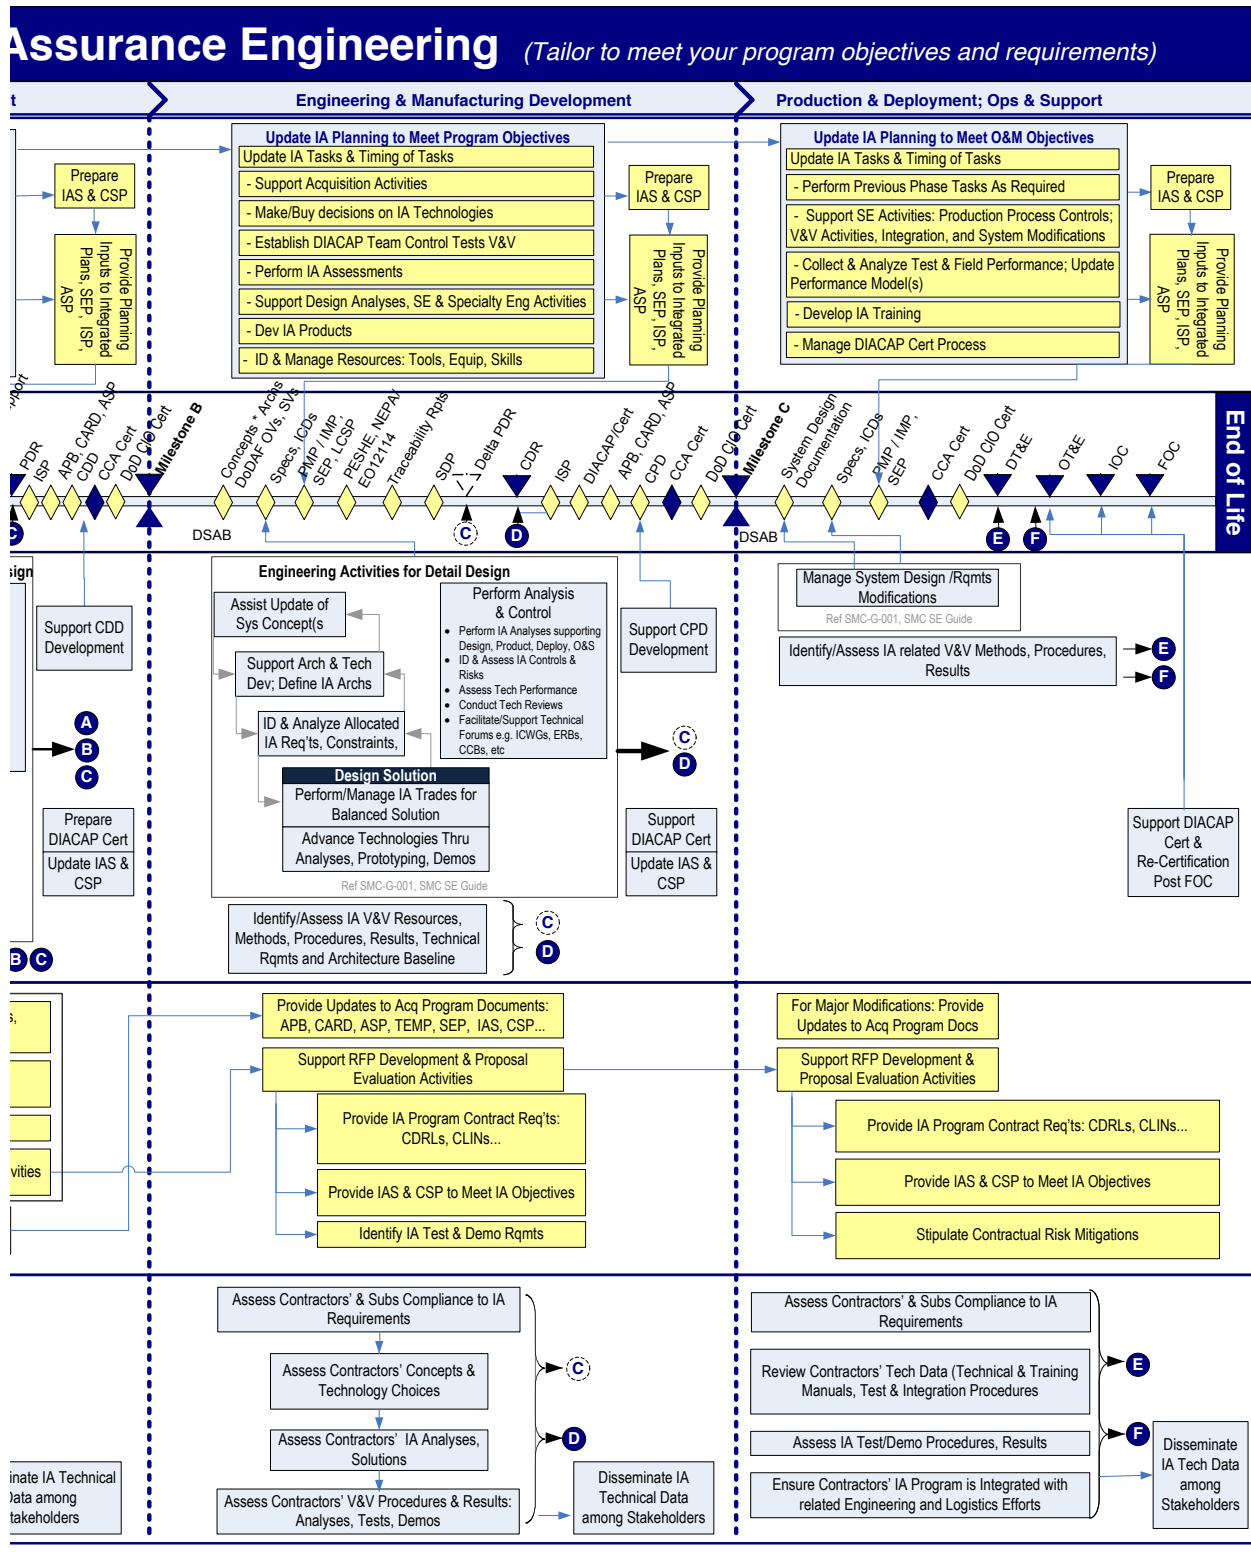 Assurance Engineering (Tailor to meet your program objectives and requirements)
t
Engineering & Manufacturing Development
Production & Deployment; Ops & Support
Prepare
IAS & CSP
Provide Planning
Inputs to Integrated
Plans, SEP, ISP,
ASP
Update IA Planning to Meet Program Objectives
Update IA Tasks & Timing of Tasks
- Support Acquisition Activities
- Make/Buy decisions on IA Technologies
- Establish DIACAP Team Control Tests V&V
- Perform IA Assessments
- Support Design Analyses, SE & Specialty Eng Activities
- Dev IA Products
- ID & Manage Resources: Tools, Equip, Skills
Prepare
IAS & CSP
Provide Planning
Inputs to Integrated
Plans, SEP, ISP,
ASP
Update IA Planning to Meet O&M Objectives
Update IA Tasks & Timing of Tasks
- Perform Previous Phase Tasks As Required
- Support SE Activities: Production Process Controls;
V&V Activities, Integration, and System Modifications
- Collect & Analyze Test & Field Performance; Update
Performance Model(s)
- Develop IA Training
- Manage DIACAP Cert Process
Prepare
IAS & CSP
Provide Planning
Inputs to Integrated
Plans, SEP, ISP,
ASP
PDR
ISP
APB, CARD, ASP
CDD
CCA Cert
DoD CIO Cert
Milestone B
Concepts * Archs
DoDAF OVs, SVs
Specs, ICDs
PMP / IMP,
SEP, LCSP
PESHE, NEPA/
EO12114
Traceability Rpts
SDP
Delta PDR
CDR
ISP
DIACAP/Cert
APB, CARD, ASP
CPD
CCA Cert
DoD CIO Cert
Milestone C
System Design
Documentation
Specs, ICDs
PMP / IMP,
SEP
CCA Cert
DoD CIO Cert
DT&E
OT&E
IOC
FOC
End of Life
C
DSAB
C
D
DSAB
E
F
sign
Support CDD
Development
A
B
C
Prepare
DIACAP Cert
Update IAS &
CSP
B
C
Engineering Activities for Detail Design
Assist Update of
Sys Concept(s
Support Arch & Tech
Dev; Define IA Archs
ID & Analyze Allocated
IA Req'ts, Constraints,
Design Solution
Perform/Manage IA Trades for
Balanced Solution
Advance Technologies Thru
Analyses, Prototyping, Demos
Ref SMC-G-001, SMC SE Guide
Perform Analysis
& Control
• Perform IA Analyses supporting
Design, Product, Deploy, O&S
• ID & Assess IA Controls &
Risks
• Assess Tech Performance
• Conduct Tech Reviews
• Facilitate/Support Technical
Forums e.g. ICWGs, ERBs,
CCBs, etc
Support CPD
Development
C
D
Support
DIACAP Cert
Update IAS &
CSP
Identify/Assess IA V&V Resources,
Methods, Procedures, Results, Technical
Rqmts and Architecture Baseline
C
D
Manage System Design /Rqmts
Modifications
Ref SMC-G-001, SMC SE Guide
Identify/Assess IA related V&V Methods, Procedures,
Results
E
F
Support DIACAP
Cert &
Re-Certification
Post FOC
s,
vities
Provide Updates to Acq Program Documents:
APB, CARD, ASP, TEMP, SEP, IAS, CSP...
Support RFP Development & Proposal
Evaluation Activities
Provide IA Program Contract Req'ts:
CDRLs, CLINs...
Provide IAS & CSP to Meet IA Objectives
Identify IA Test & Demo Rqmts
For Major Modifications: Provide
Updates to Acq Program Docs
Support RFP Development &
Proposal Evaluation Activities
Provide IA Program Contract Req'ts: CDRLs, CLINs...
Provide IAS & CSP to Meet IA Objectives
Stipulate Contractual Risk Mitigations
inate IA Technical
Data among
takeholders
Assess Contractors' & Subs Compliance to IA
Requirements
Assess Contractors' Concepts &
Technology Choices
Assess Contractors' IA Analyses,
Solutions
Assess Contractors' V&V Procedures & Results:
Analyses, Tests, Demos
C
D
Disseminate IA
Technical Data
among Stakeholders
Assess Contractors' & Subs Compliance to IA
Requirements
Review Contractors' Tech Data (Technical & Training
Manuals, Test & Integration Procedures
Assess IA Test/Demo Procedures, Results
Ensure Contractors' IA Program is Integrated with
related Engineering and Logistics Efforts
E
F
Disseminate
IA Tech Data
among
Stakeholders